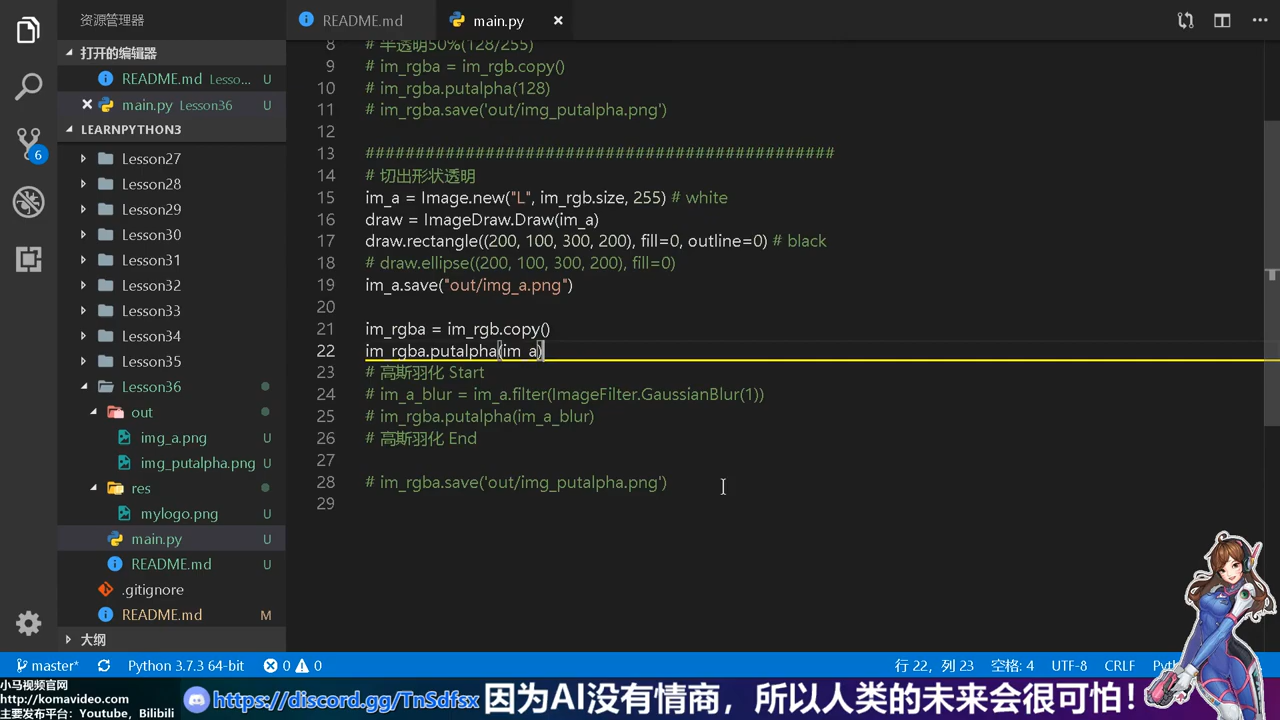 资源管理器
README.md
main.py
打开的编辑器
README.md Lesso... U
main.py Lesson36 U
LEARNPYTHON3
Lesson27
Lesson28
Lesson29
Lesson30
Lesson31
Lesson32
Lesson33
Lesson34
Lesson35
Lesson36
out
img_a.png U
img_putalpha.png U
res
mylogo.png U
main.py U
README.md U
.gitignore
README.md M
大纲
6
8 # 半透明50%(128/255)
9 # im_rgba = im_rgb.copy()
10 # im_rgba.putalpha(128)
11 # im_rgba.save('out/img_putalpha.png')
12
13 ###############################################
14 # 切出形状透明
15 im_a = Image.new("L", im_rgb.size, 255) # white
16 draw = ImageDraw.Draw(im_a)
17 draw.rectangle((200, 100, 300, 200), fill=0, outline=0) # black
18 # draw.ellipse((200, 100, 300, 200), fill=0)
19 im_a.save("out/img_a.png")
20
21 im_rgba = im_rgb.copy()
22 im_rgba.putalpha(im_a)
23 # 高斯羽化 Start
24 # im_a_blur = im_a.filter(ImageFilter.GaussianBlur(1))
25 # im_rgba.putalpha(im_a_blur)
26 # 高斯羽化 End
27
28 # im_rgba.save('out/img_putalpha.png')
29
master* Python 3.7.3 64-bit 0 0 行 22，列 23 空格: 4 UTF-8 CRLF
小马视频官网
http://komavideo.com
主要发布平台: Youtube, Bilibili
https://discord.gg/TnSdfsx 因为AI没有情商，所以人类的未来会很可怕！